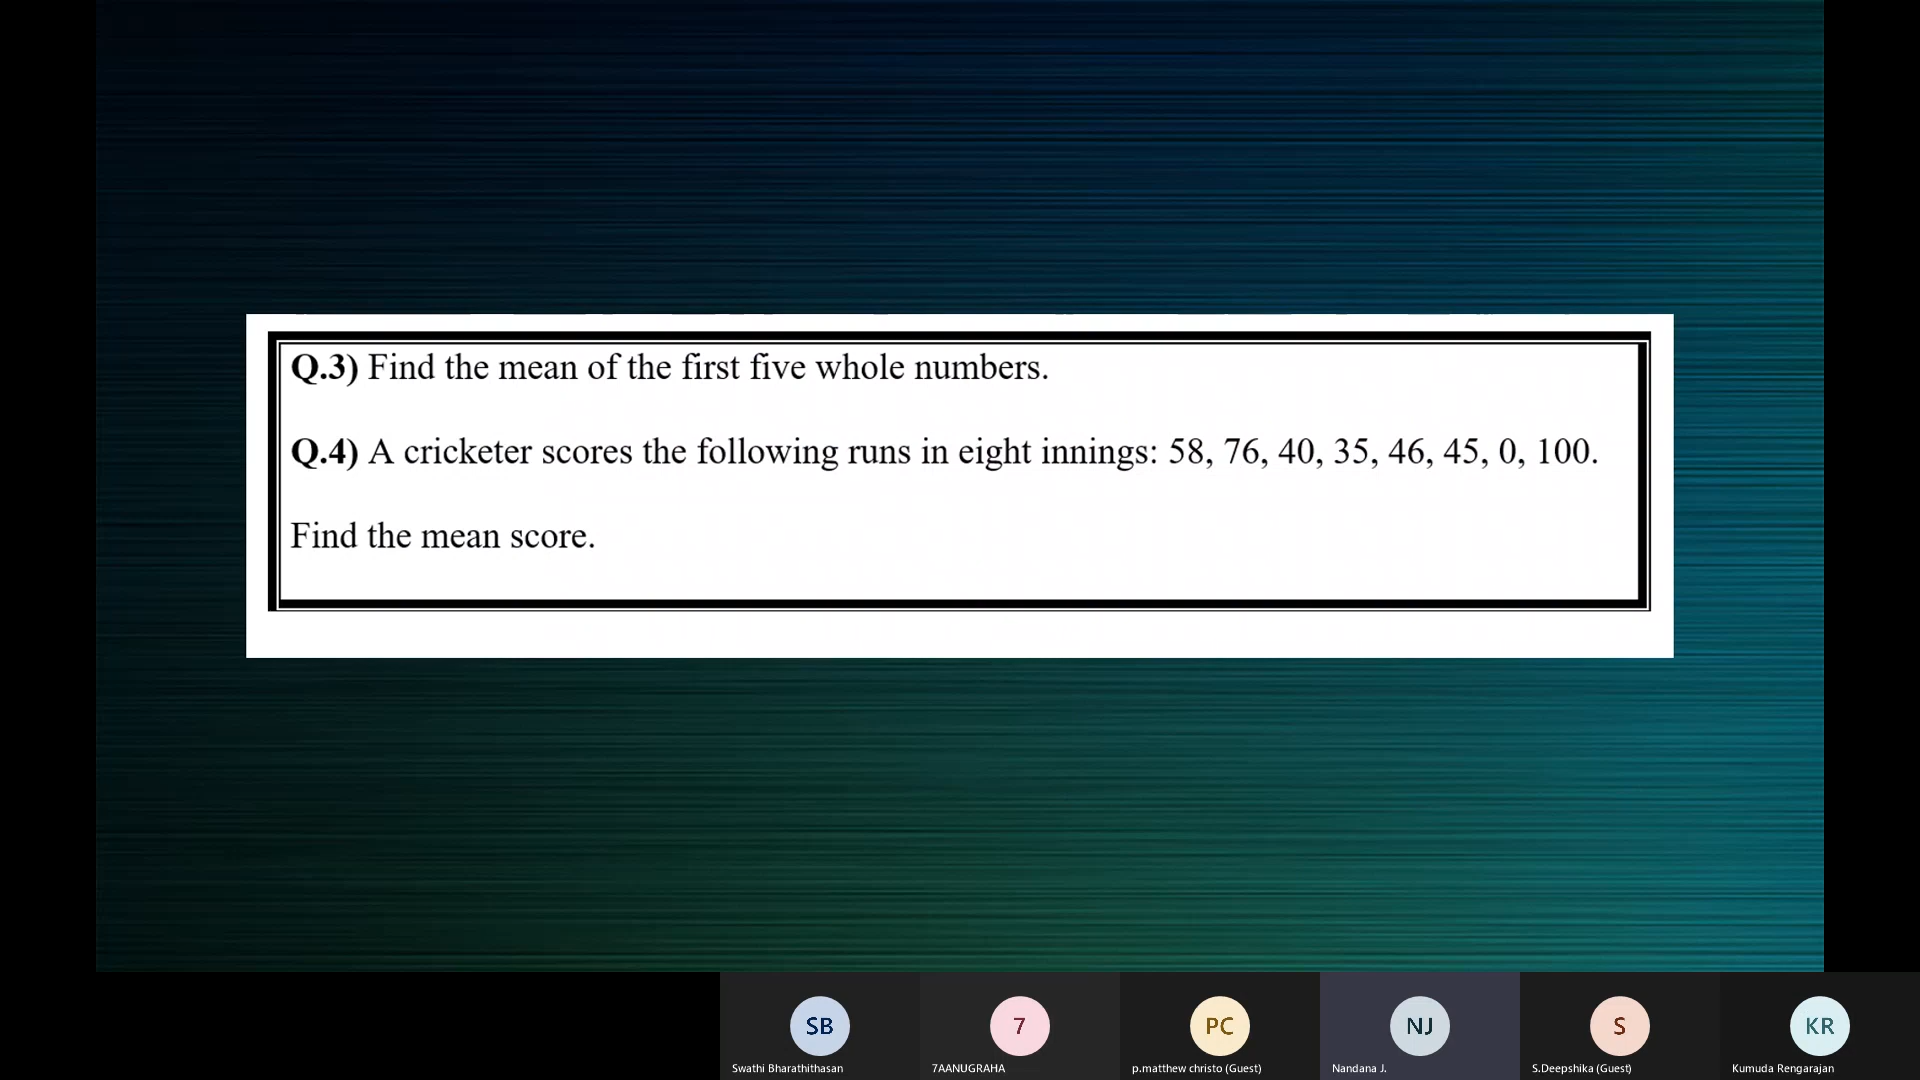 Q.3) Find the mean of the first five whole numbers.
Q.4) A cricketer scores the following runs in eight innings: 58, 76, 40, 35, 46, 45, 0, 100.
Find the mean score.
SB
7
PC
NJ
S
KR
Swathi Bharathithasan
7AANUGRAHA
p.matthew christo (Guest)
Nandana J.
S.Deepshika (Guest)
Kumuda Rengarajan